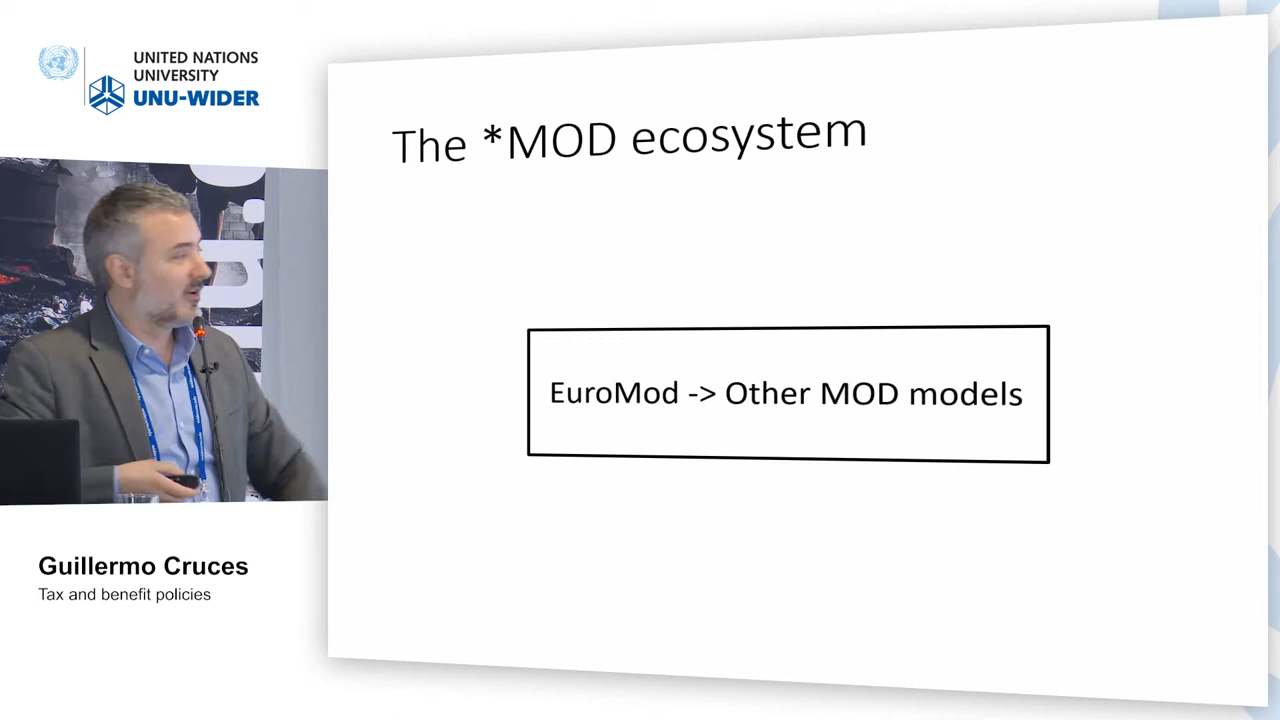 UNITED NATIONS
UNIVERSITY
UNU-WIDER
The *MOD ecosystem
EuroMod -> Other MOD models
Guillermo Cruces
Tax and benefit policies